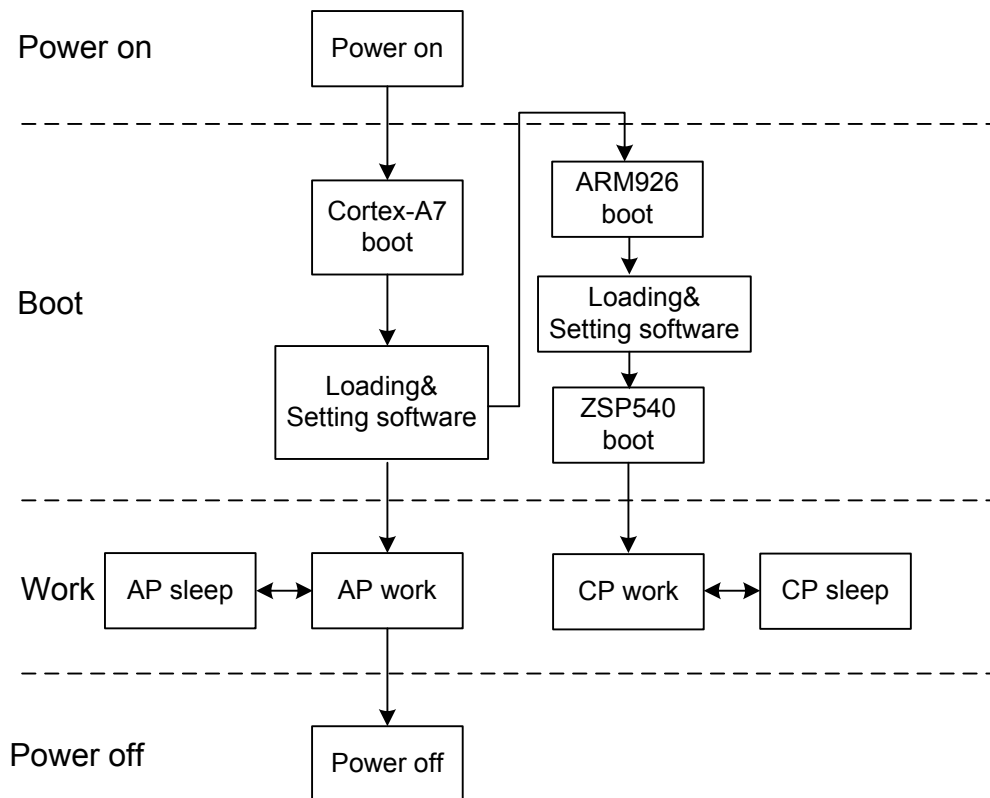 Power on
Power on
Cortex-A7
boot
ARM926
boot
Boot
Loading&
Setting software
Loading&
Setting software
ZSP540
boot
Work
AP sleep
AP work
CP work
CP sleep
Power off
Power off